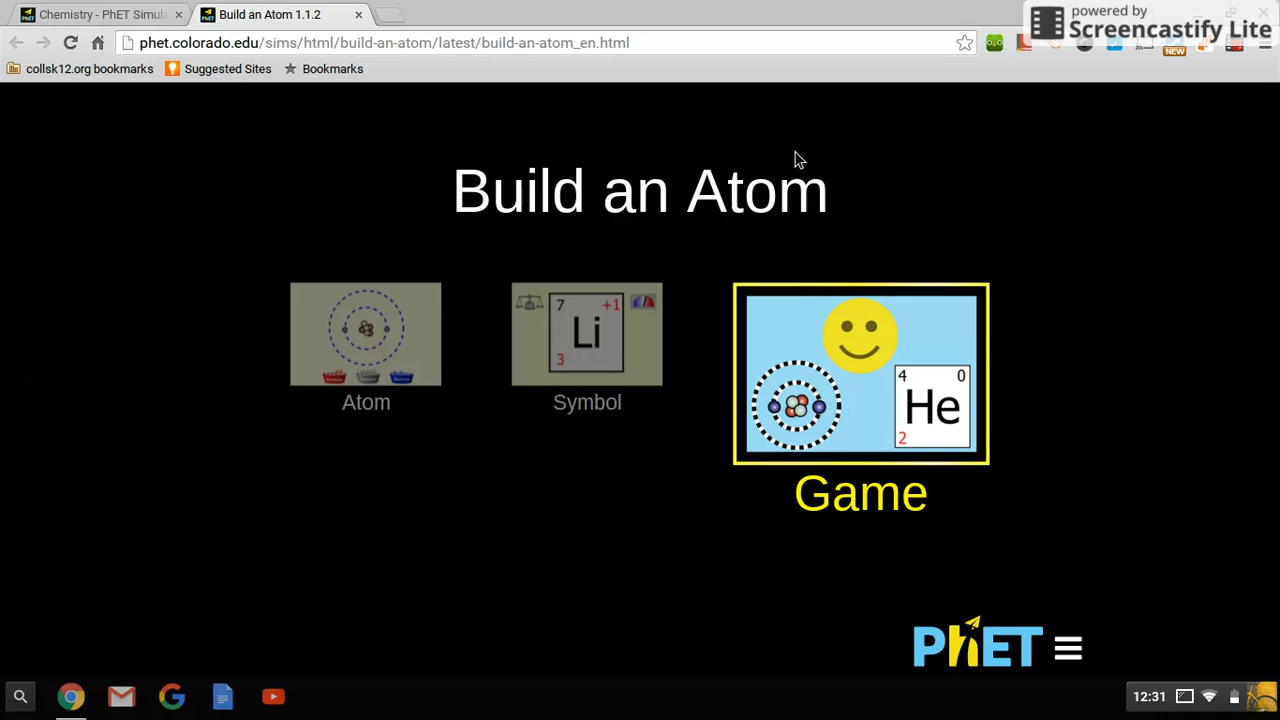 Chemistry - PhET Simula
Build an Atom 1.1.2
powered by
Screencastify Lite
phet.colorado.edu/sims/html/build-an-atom/latest/build-an-atom_en.html
NEW
collsk12.org bookmarks
Suggested Sites
Bookmarks
Build an Atom
7 +1
Li
3
4 0
He
2
Atom
Symbol
Game
PhET
12:31